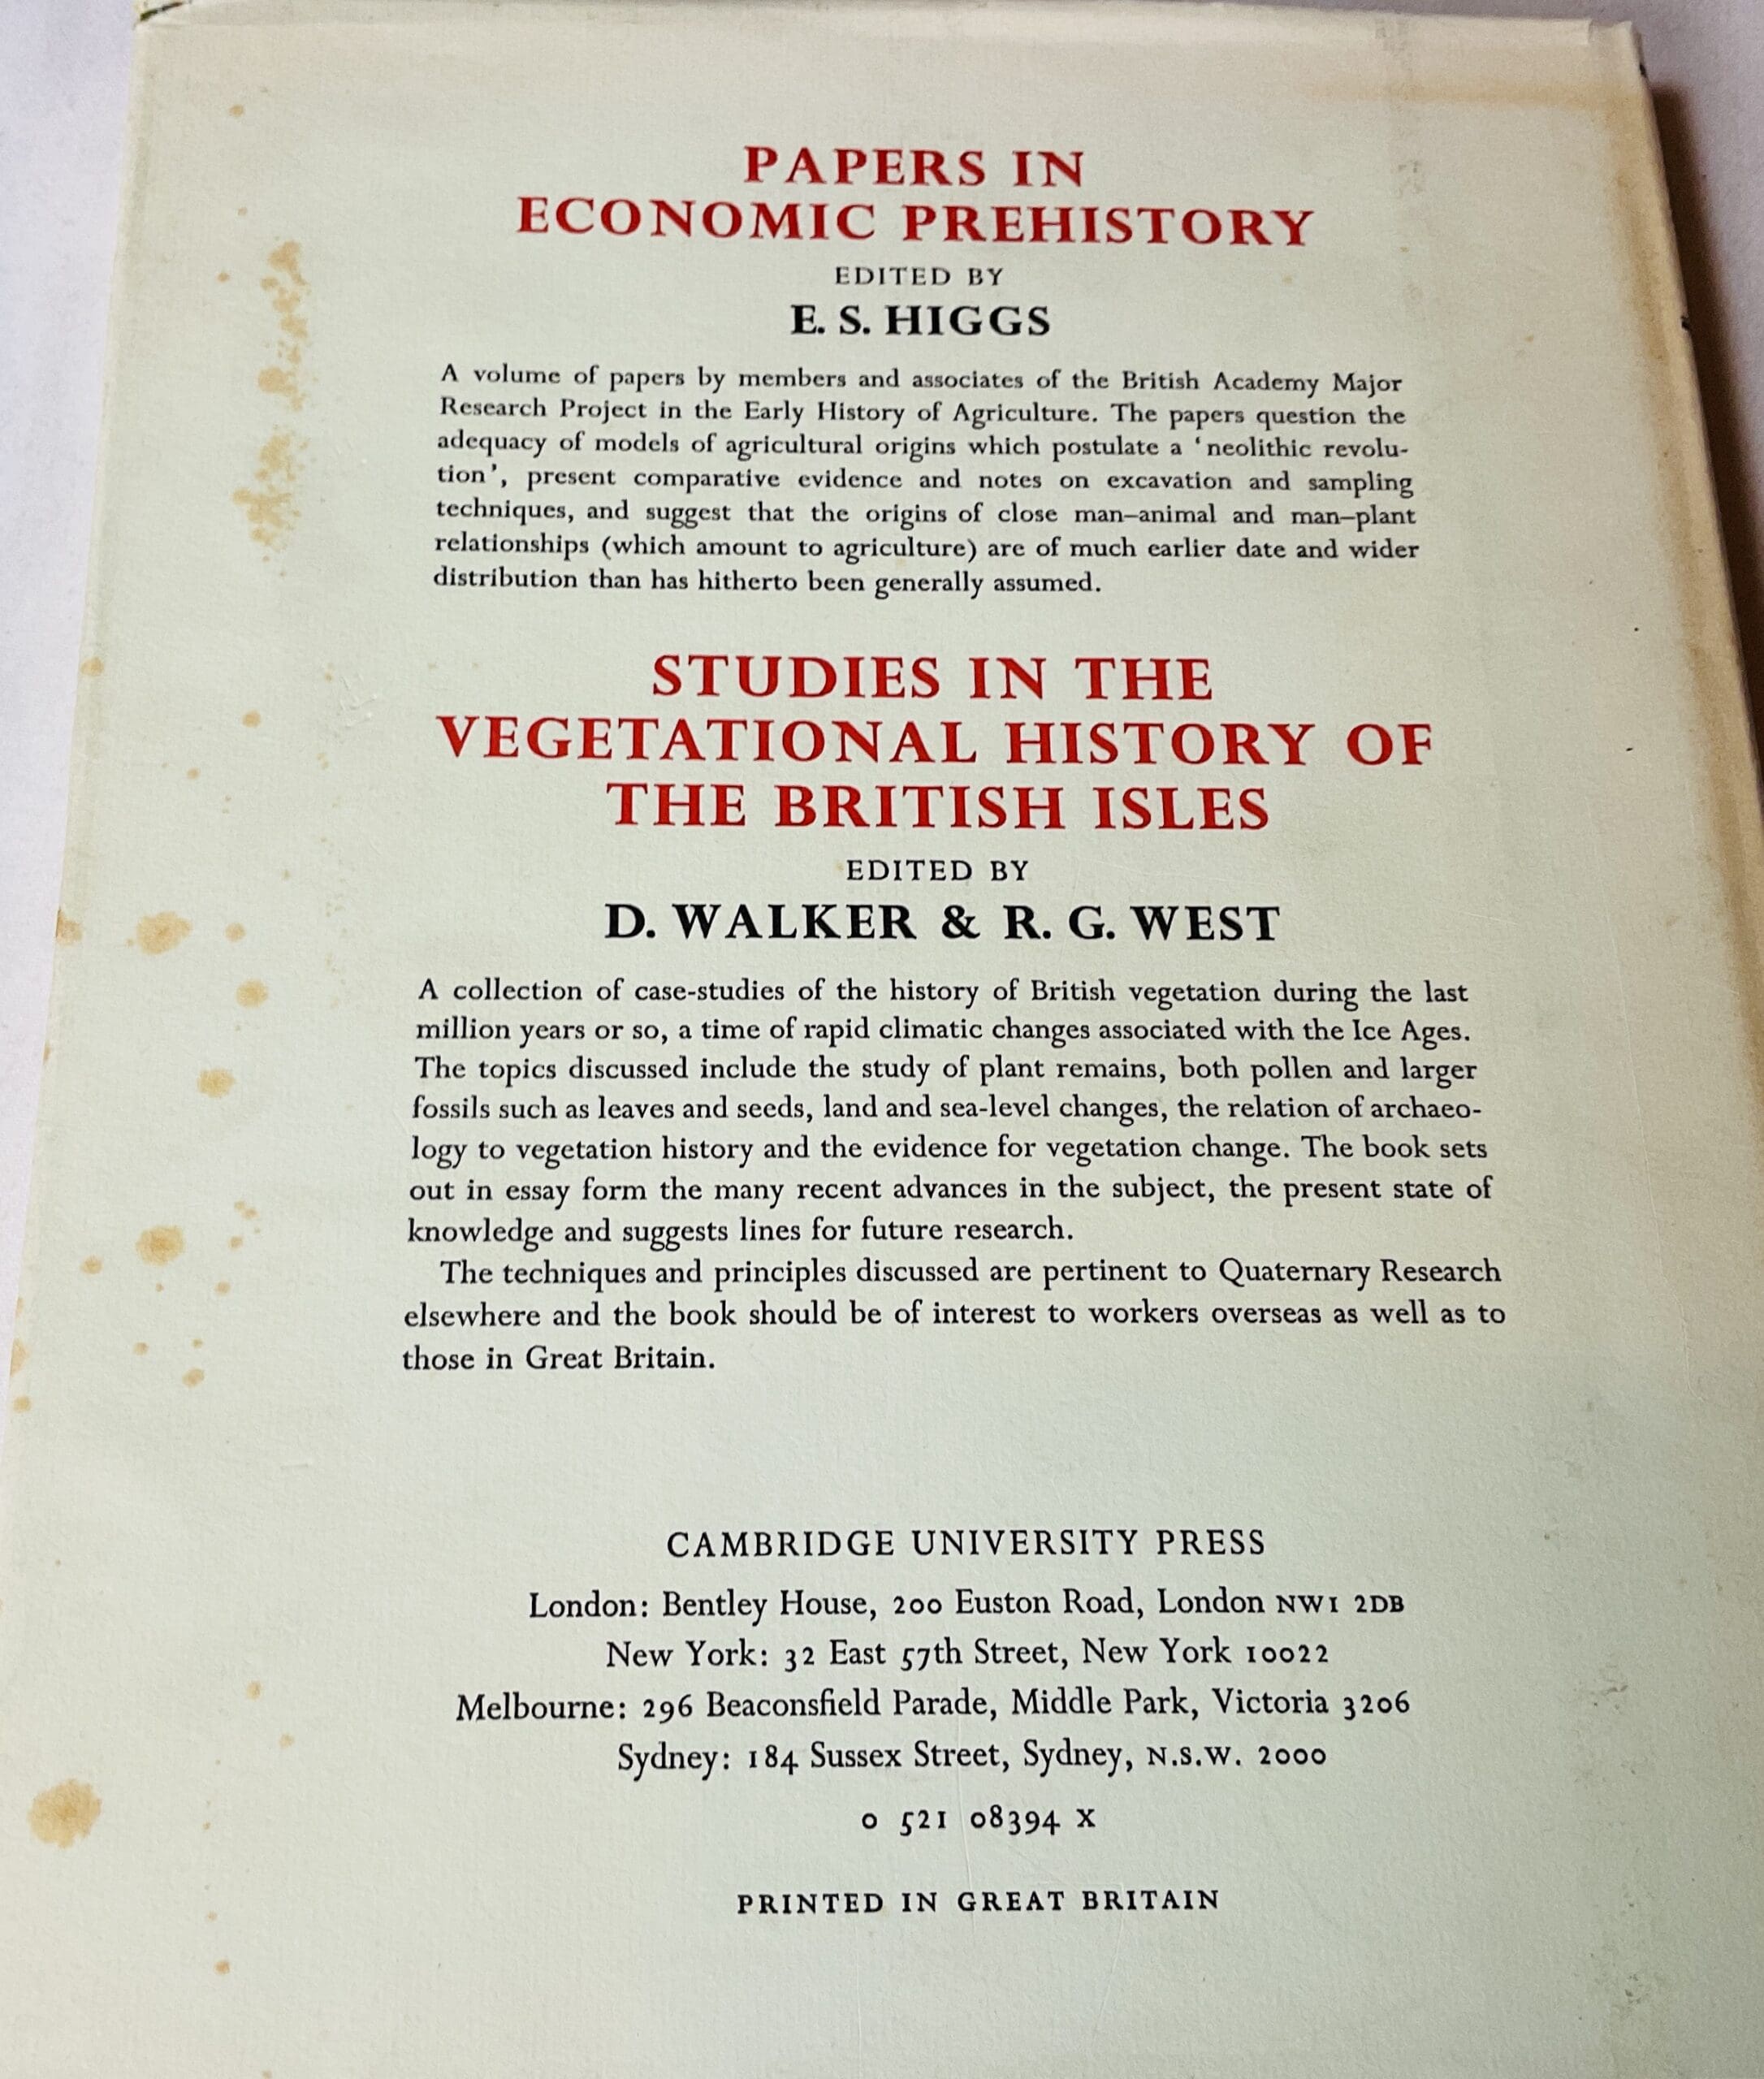 PAPERS IN
ECONOMIC PREHISTORY
EDITED BY
E. S. HIGGS
A volume of papers by members and associates of the British Academy Major
Research Project in the Early History of Agriculture. The papers question the
adequacy of models of agricultural origins which postulate a ‘neolithic revolu-
tion’, present comparative evidence and notes on excavation and sampling
techniques, and suggest that the origins of close man–animal and man–plant
relationships (which amount to agriculture) are of much earlier date and wider
distribution than has hitherto been generally assumed.
STUDIES IN THE
VEGETATIONAL HISTORY OF
THE BRITISH ISLES
EDITED BY
D. WALKER & R. G. WEST
A collection of case-studies of the history of British vegetation during the last
million years or so, a time of rapid climatic changes associated with the Ice Ages.
The topics discussed include the study of plant remains, both pollen and larger
fossils such as leaves and seeds, land and sea-level changes, the relation of archaeo-
logy to vegetation history and the evidence for vegetation change. The book sets
out in essay form the many recent advances in the subject, the present state of
knowledge and suggests lines for future research.
The techniques and principles discussed are pertinent to Quaternary Research
elsewhere and the book should be of interest to workers overseas as well as to
those in Great Britain.
CAMBRIDGE UNIVERSITY PRESS
London: Bentley House, 200 Euston Road, London NW1 2DB
New York: 32 East 57th Street, New York 10022
Melbourne: 296 Beaconsfield Parade, Middle Park, Victoria 3206
Sydney: 184 Sussex Street, Sydney, N.S.W. 2000
0 521 08394 X
PRINTED IN GREAT BRITAIN